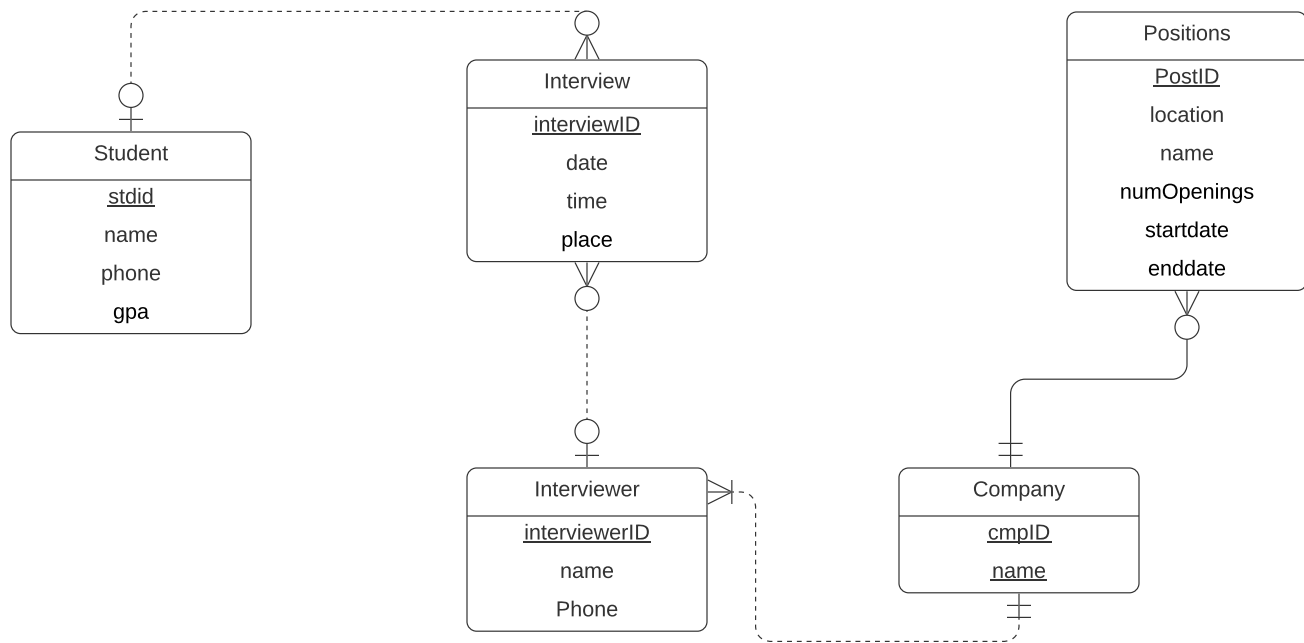 Student
stdid
name
phone
gpa
Interview
interviewID
date
time
place
Interviewer
interviewerID
name
Phone
Positions
PostID
location
name
numOpenings
startdate
enddate
Company
cmpID
name